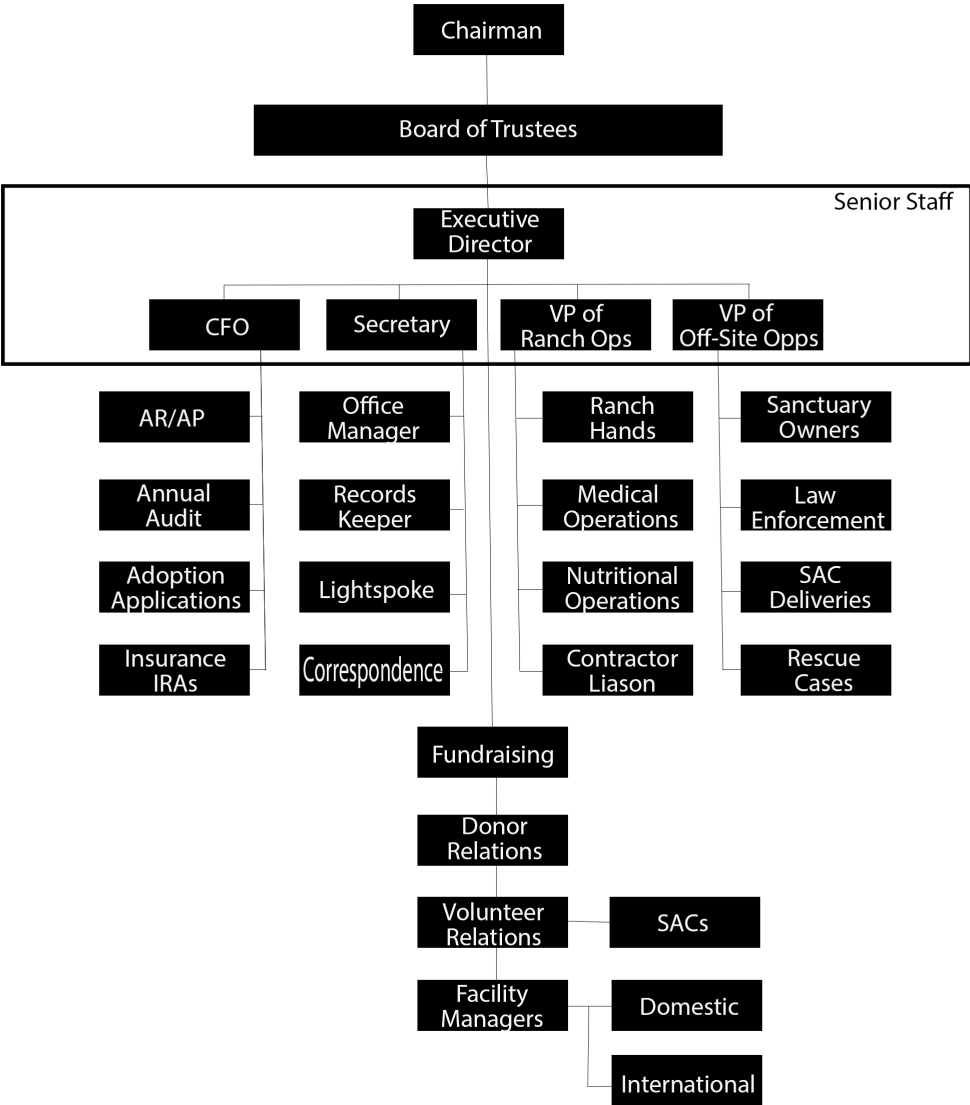 Chairman
Board of Trustees
Senior Staff
Executive
Director
CFO
Secretary
VP of
Ranch Ops
VP of
Off-Site Opps
AR/AP
Office
Manager
Ranch
Hands
Sanctuary
Owners
Annual
Audit
Records
Keeper
Medical
Operations
Law
Enforcement
Adoption
Applications
Lightspoke
Nutritional
Operations
SAC
Deliveries
Insurance
IRAs
Correspondence
Contractor
Liason
Rescue
Cases
Fundraising
Donor
Relations
Volunteer
Relations
SACs
Facility
Managers
Domestic
International